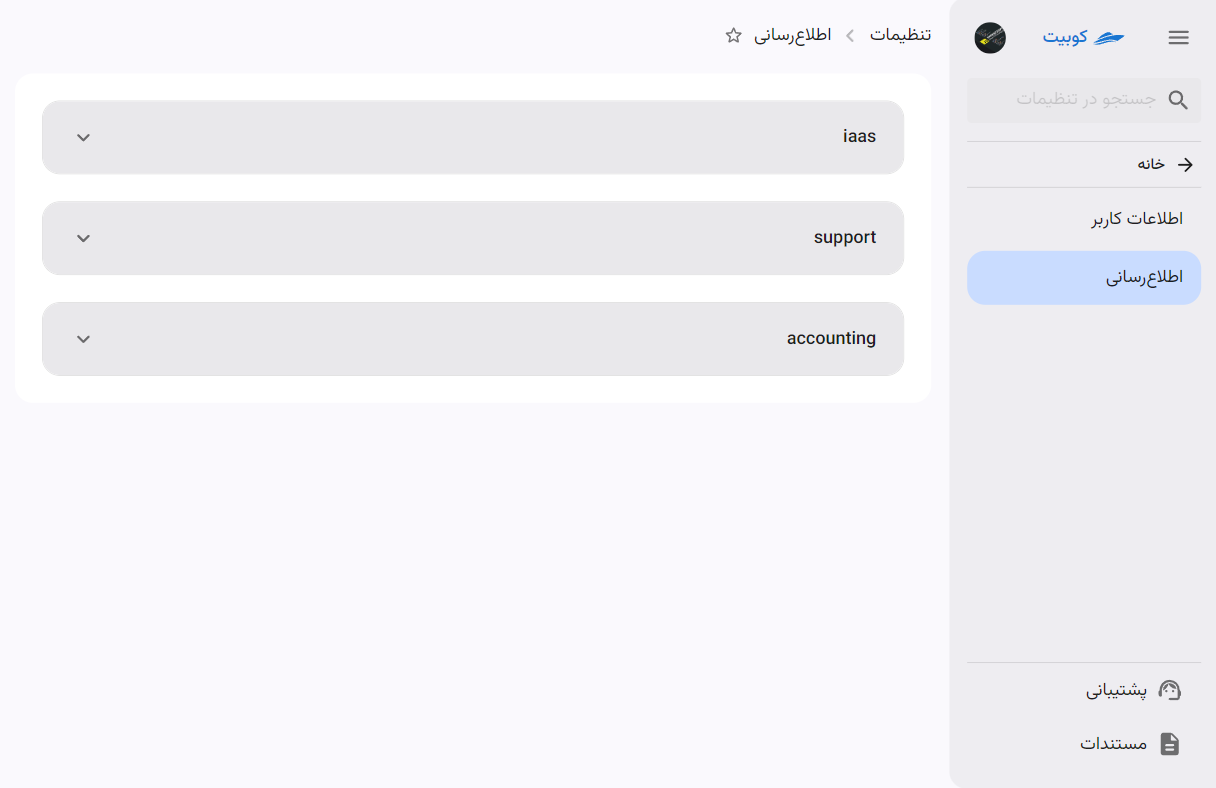 کوبیت
جستجو در تنظیمات
خانه
اطلاعات کاربر
اطلاع‌رسانی
پشتیبانی
مستندات
تنظیمات
اطلاع‌رسانی
iaas
support
accounting